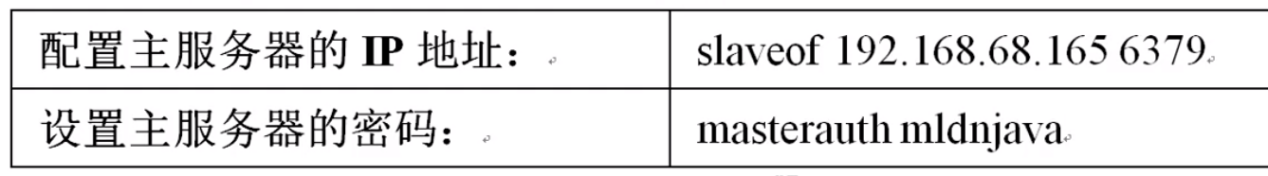 配置主服务器的 IP 地址： slaveof 192.168.68.165 6379
设置主服务器的密码： masterauth mldnjava